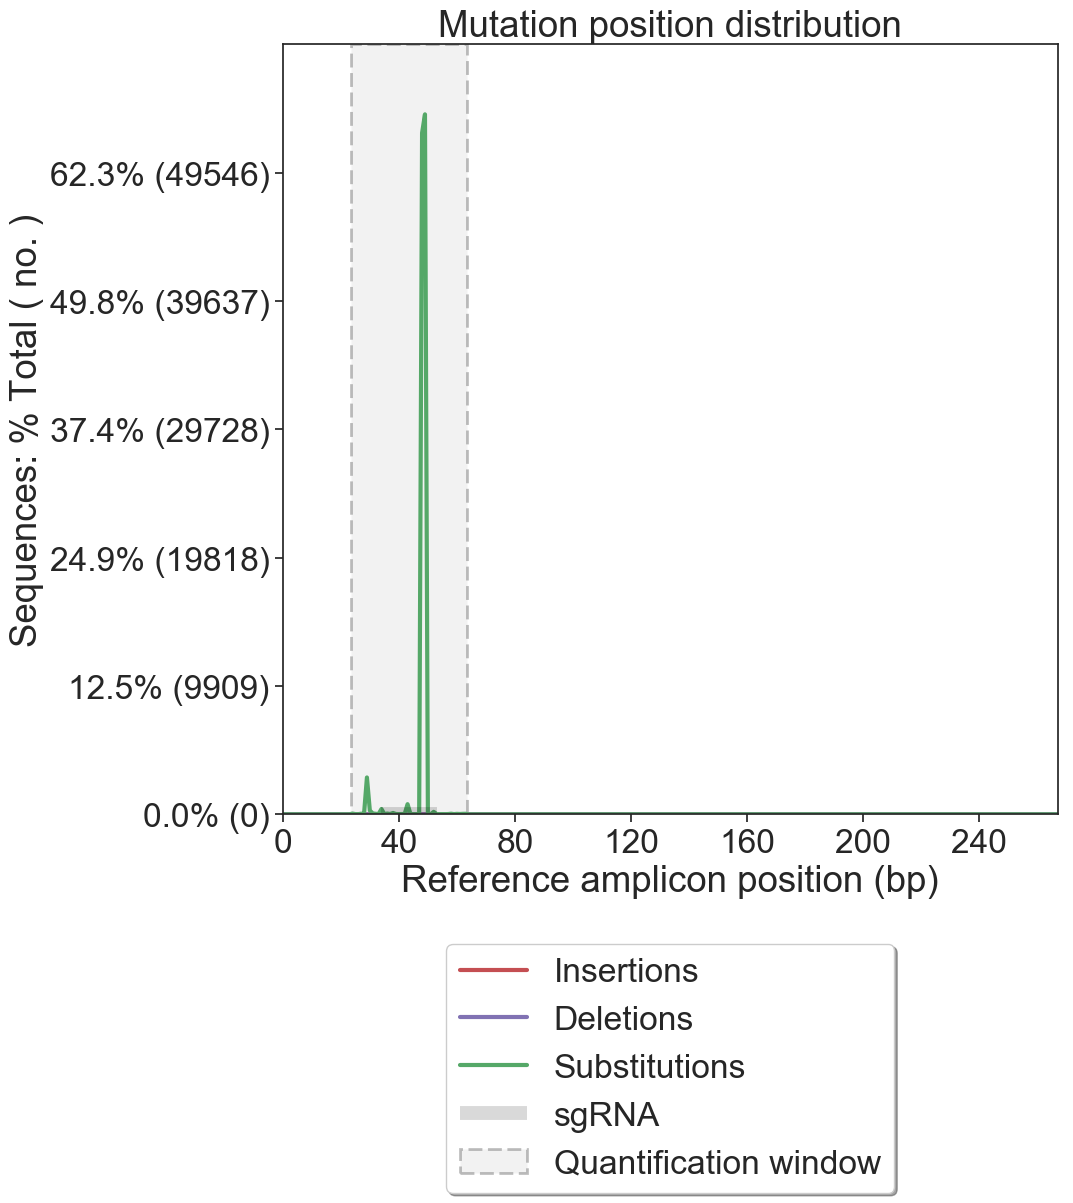 Mutation position distribution
Sequences: % Total ( no. )
62.3% (49546)
49.8% (39637)
37.4% (29728)
24.9% (19818)
12.5% (9909)
0.0% (0)
0 40 80 120 160 200 240
Reference amplicon position (bp)
Insertions
Deletions
Substitutions
sgRNA
Quantification window